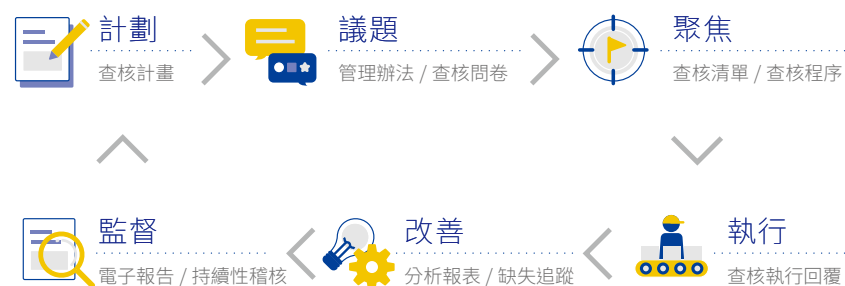 計劃
查核計畫
議題
管理辦法 / 查核問卷
聚焦
查核清單 / 查核程序
監督
電子報告 / 持續性稽核
改善
分析報表 / 缺失追蹤
執行
查核執行回覆